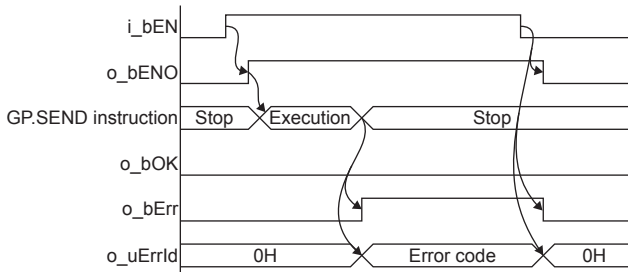 i_bEN
o_bENO
GP.SEND instruction Stop Execution Stop
o_bOK
o_bErr
o_uErrId 0H Error code 0H